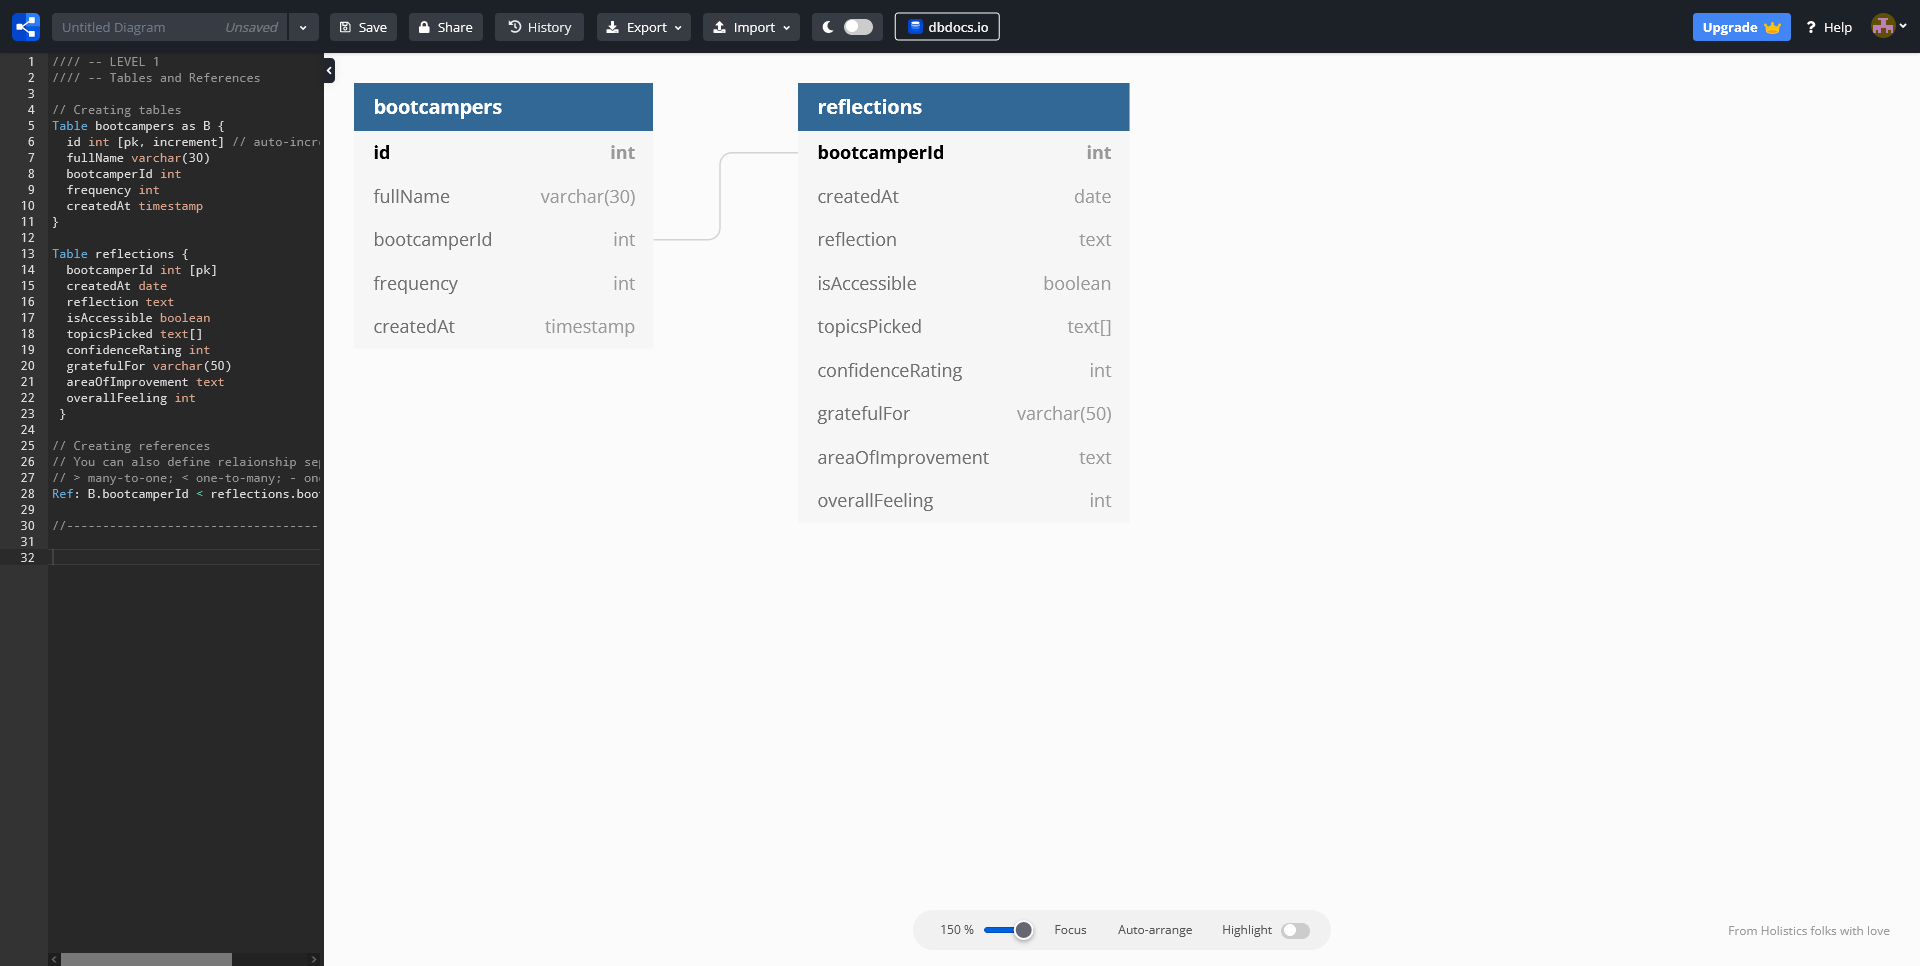 Untitled Diagram Unsaved Save Share History Export Import dbdocs.io Upgrade ? Help
1 //// -- LEVEL 1
2 //// -- Tables and References
3
4 // Creating tables
5 Table bootcampers as B {
6 id int [pk, increment] // auto-incr
7 fullName varchar(30)
8 bootcamperId int
9 frequency int
10 createdAt timestamp
11 }
12
13 Table reflections {
14 bootcamperId int [pk]
15 createdAt date
16 reflection text
17 isAccessible boolean
18 topicsPicked text[]
19 confidenceRating int
20 gratefulFor varchar(50)
21 areaOfImprovement text
22 overallFeeling int
23 }
24
25 // Creating references
26 // You can also define relaionship se
27 // > many-to-one; < one-to-many; - on
28 Ref: B.bootcamperId < reflections.boo
29
30 //-----------------------------------
31
32
bootcampers
id int
fullName varchar(30)
bootcamperId int
frequency int
createdAt timestamp
reflections
bootcamperId int
createdAt date
reflection text
isAccessible boolean
topicsPicked text[]
confidenceRating int
gratefulFor varchar(50)
areaOfImprovement text
overallFeeling int
150 % Focus Auto-arrange Highlight
From Holistics folks with love